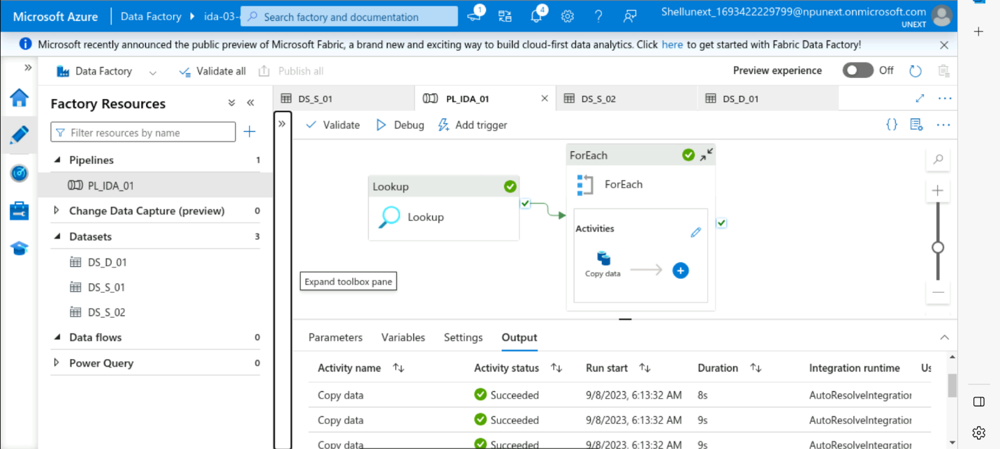 Microsoft Azure
Data Factory
ida-03-
Search factory and documentation
1
4
Shellunext_1693422229799@npunext.onmicrosoft.com
UNEXT
Microsoft recently announced the public preview of Microsoft Fabric, a brand new and exciting way to build cloud-first data analytics. Click here to get started with Fabric Data Factory!
Data Factory
Validate all
Publish all
Preview experience
Off
Factory Resources
Filter resources by name
Pipelines 1
PL_IDA_01
Change Data Capture (preview) 0
Datasets 3
DS_D_01
DS_S_01
DS_S_02
Data flows 0
Power Query 0
DS_S_01
PL_IDA_01
DS_S_02
DS_D_01
Validate
Debug
Add trigger
Lookup
Lookup
ForEach
ForEach
Activities
Copy data
Expand toolbox pane
Parameters
Variables
Settings
Output
Activity name Activity status Run start Duration Integration runtime Us
Copy data Succeeded 9/8/2023, 6:13:32 AM 8s AutoResolveIntegration
Copy data Succeeded 9/8/2023, 6:13:32 AM 9s AutoResolveIntegration
Copy data Succeeded 9/8/2023, 6:13:32 AM 9s AutoResolveIntegration